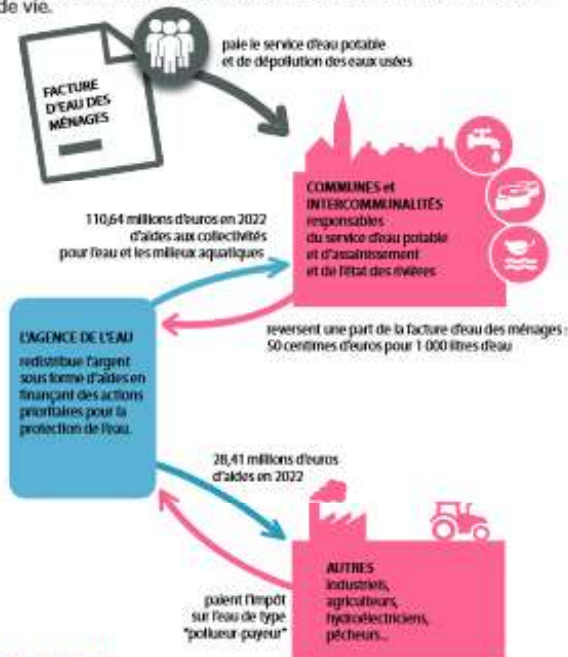 de vie.
paie le service d'eau potable
et de dépollution des eaux usées
FACTURE
D'EAU DES
MÉNAGES
COMMUNES et
INTERCOMMUNALITÉS
responsables
du service d'eau potable
et d'assainissement
et de l'état des rivières
110,64 millions d'euros en 2022
d'aides aux collectivités
pour l'eau et les milieux aquatiques
reversent une part de la facture d'eau des ménages :
50 centimes d'euros pour 1 000 litres d'eau
L'AGENCE DE L'EAU
redistribue l'argent
sous forme d'aides en
finançant des actions
prioritaires pour la
protection de l'eau.
28,41 millions d'euros
d'aides en 2022
AUTRES
industriels,
agriculteurs,
hydroélectriciens,
pêcheurs...
paient l'impôt
sur l'eau de type
"pollueur-payeur"